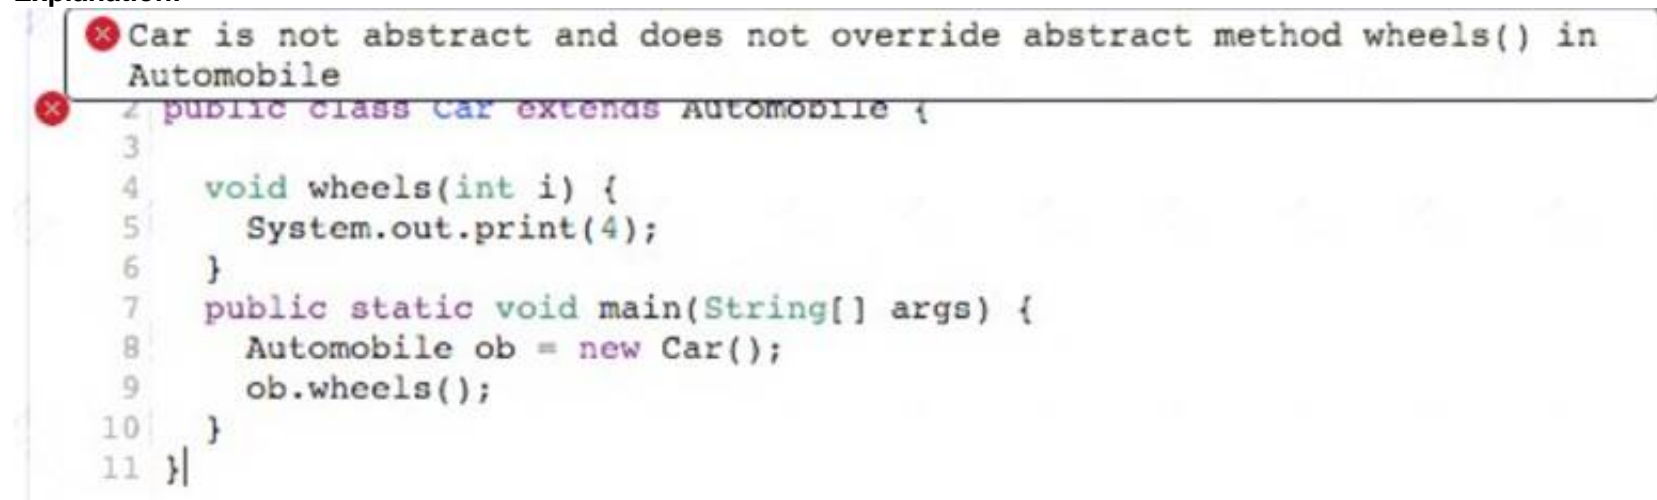 Explanation:
Car is not abstract and does not override abstract method wheels() in
Automobile
2 public class Car extends Automobile {
3
4 void wheels(int i) {
5 System.out.print(4);
6 }
7 public static void main(String[] args) {
8 Automobile ob = new Car();
9 ob.wheels();
10 }
11 }